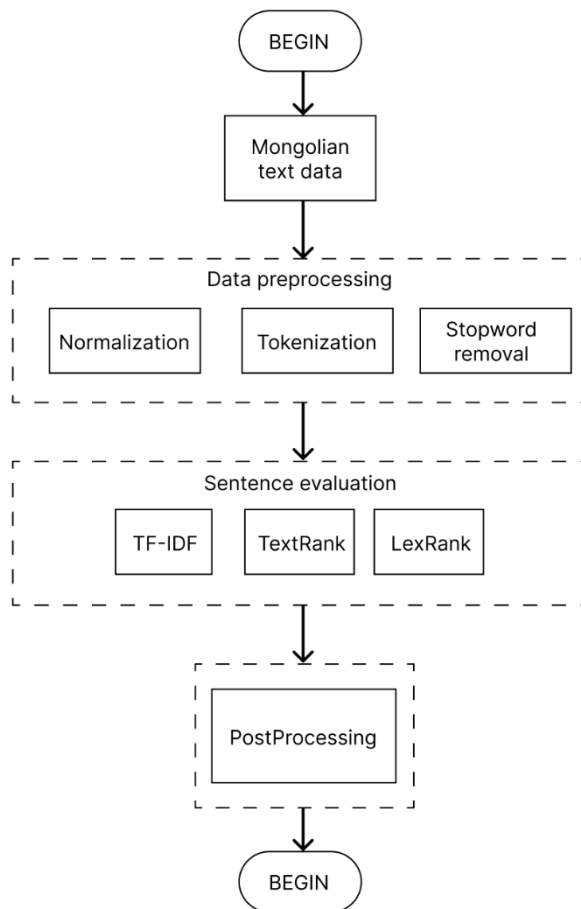 BEGIN
Mongolian
text data
Data preprocessing
Normalization
Tokenization
Stopword
removal
Sentence evaluation
TF-IDF
TextRank
LexRank
PostProcessing
BEGIN